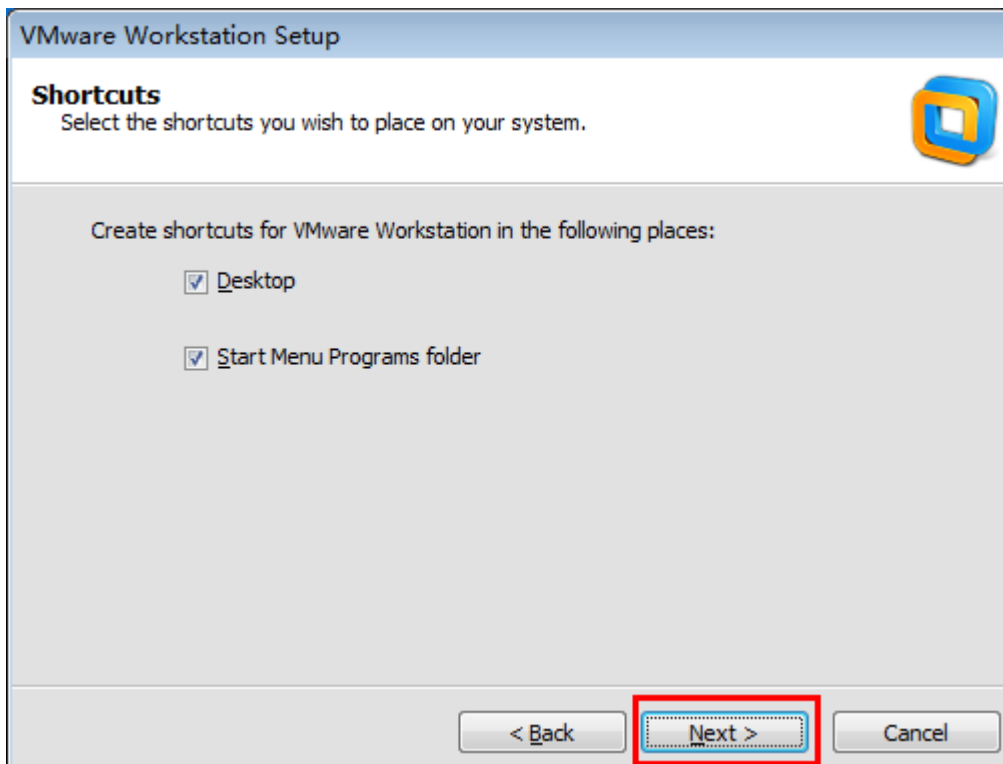 VMware Workstation Setup
Shortcuts
Select the shortcuts you wish to place on your system.
Create shortcuts for VMware Workstation in the following places:
Desktop
Start Menu Programs folder
< Back Next > Cancel